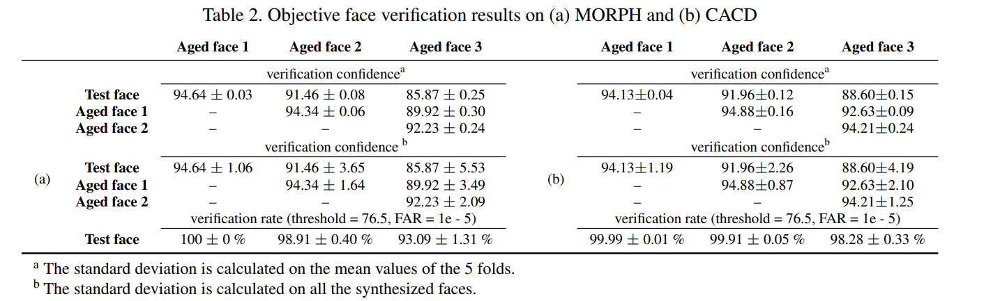 Table 2. Objective face verification results on (a) MORPH and (b) CACD
Aged face 1 Aged face 2 Aged face 3 Aged face 1 Aged face 2 Aged face 3
verification confidence^a verification confidence^a
Test face 94.64 ± 0.03 91.46 ± 0.08 85.87 ± 0.25 94.13±0.04 91.96±0.12 88.60±0.15
Aged face 1 – 94.34 ± 0.06 89.92 ± 0.30 – 94.88±0.16 92.63±0.09
Aged face 2 – – 92.23 ± 0.24 – – 94.21±0.24
verification confidence ^b verification confidence^b
(a) Test face 94.64 ± 1.06 91.46 ± 3.65 85.87 ± 5.53 (b) 94.13±1.19 91.96±2.26 88.60±4.19
Aged face 1 – 94.34 ± 1.64 89.92 ± 3.49 – 94.88±0.87 92.63±2.10
Aged face 2 – – 92.23 ± 2.09 – – 94.21±1.25
verification rate (threshold = 76.5, FAR = 1e - 5) verification rate (threshold = 76.5, FAR = 1e - 5)
Test face 100 ± 0 % 98.91 ± 0.40 % 93.09 ± 1.31 % 99.99 ± 0.01 % 99.91 ± 0.05 % 98.28 ± 0.33 %
^a The standard deviation is calculated on the mean values of the 5 folds.
^b The standard deviation is calculated on all the synthesized faces.